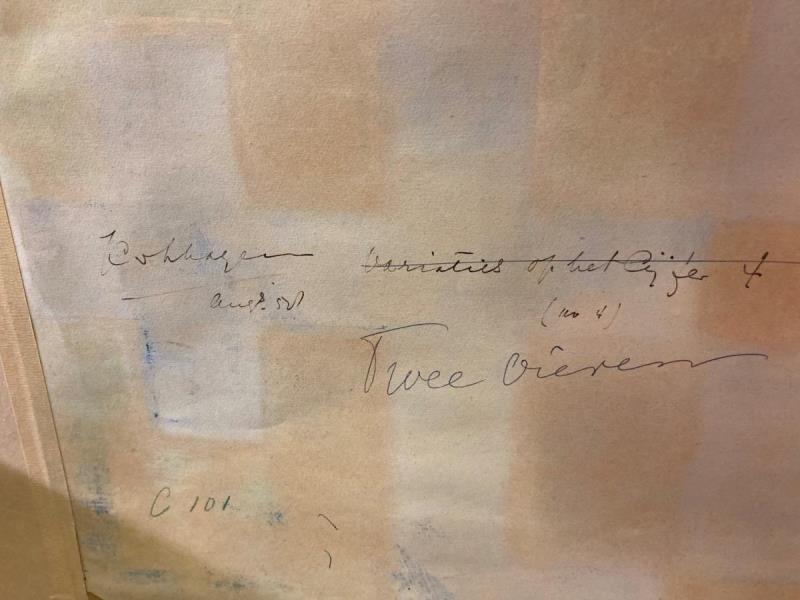 Variaties op het Cijfer 4
(no 4)
Twee vieren
C 101